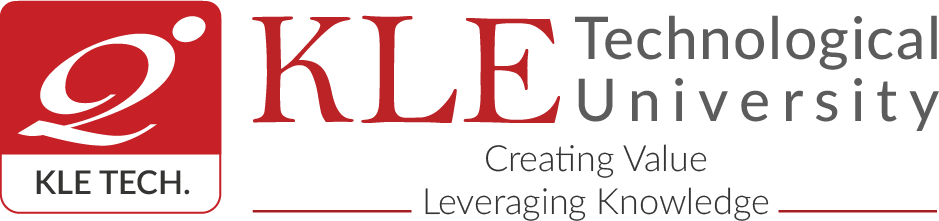 KLE TECH.
KLE Technological
University
Creating Value
Leveraging Knowledge